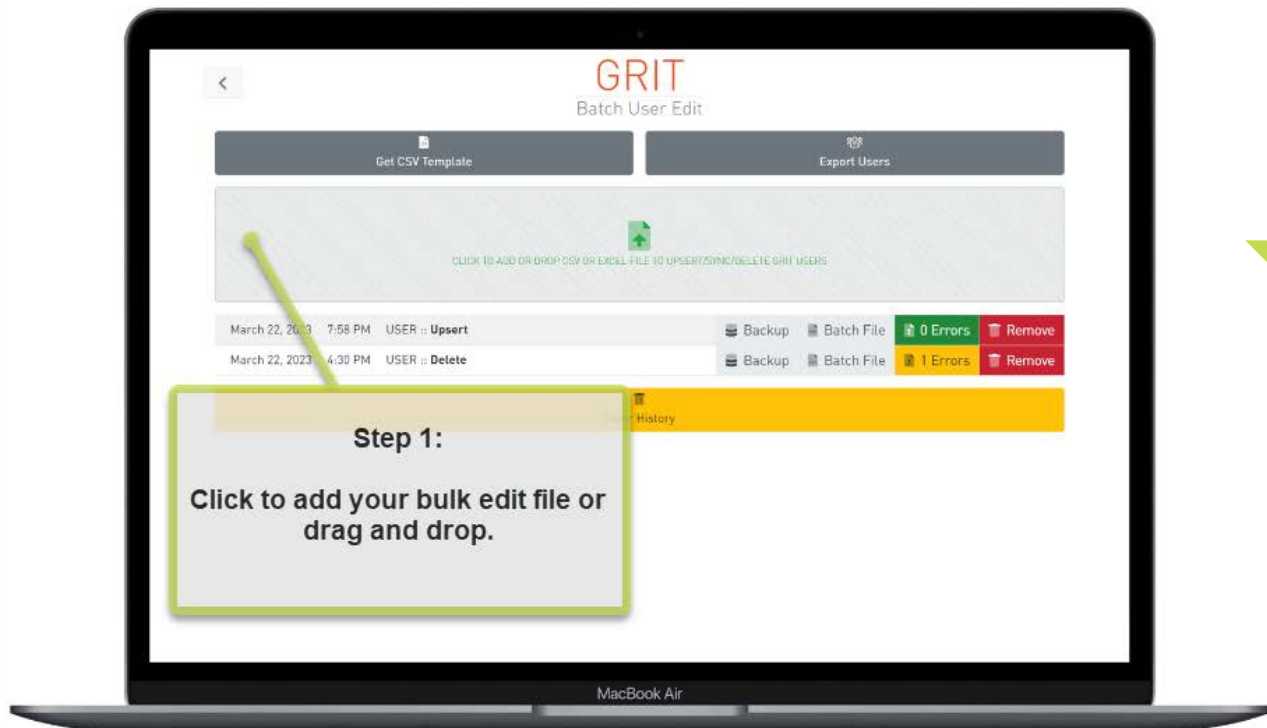 GRIT
Batch User Edit
Get CSV Template
Export Users
CLICK TO ADD OR DROP CSV OR EXCEL FILE TO UPSERT/SYNC/DELETE GRIT USERS
March 22, 2023 7:58 PM USER :: Upsert Backup Batch File 0 Errors Remove
March 22, 2023 4:30 PM USER :: Delete Backup Batch File 1 Errors Remove
History
Step 1:
Click to add your bulk edit file or
drag and drop.
MacBook Air